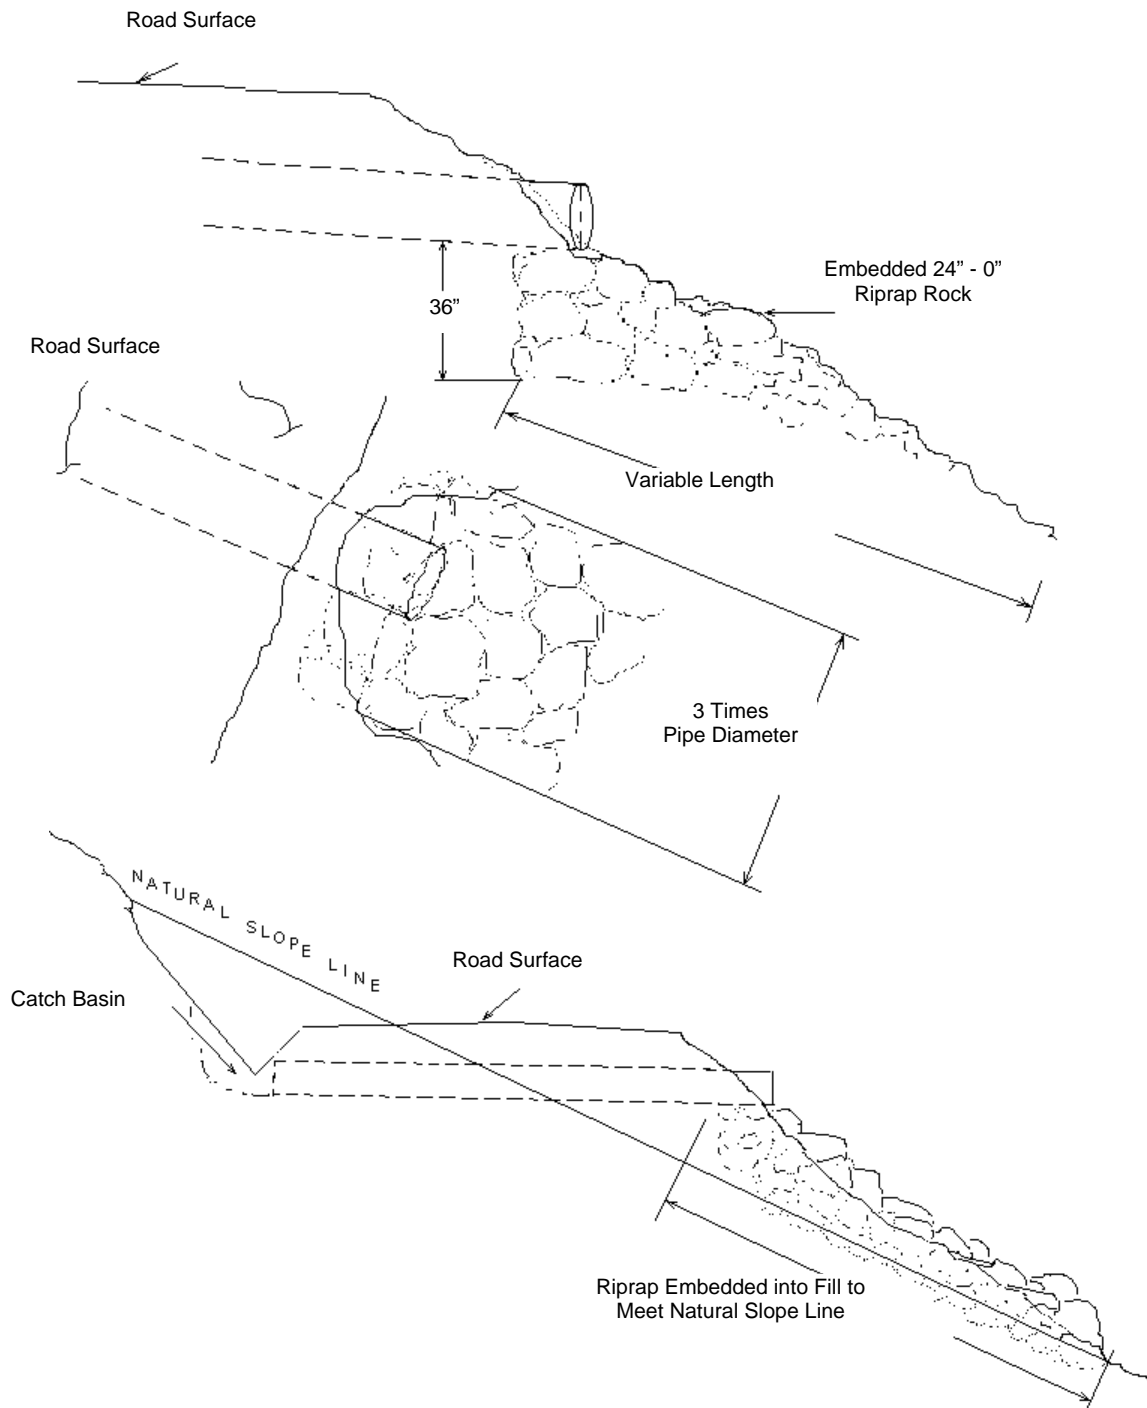 Road Surface
Embedded 24” - 0”
Riprap Rock
36”
Road Surface
Variable Length
3 Times
Pipe Diameter
NATURAL SLOPE LINE
Road Surface
Catch Basin
Riprap Embedded into Fill to
Meet Natural Slope Line